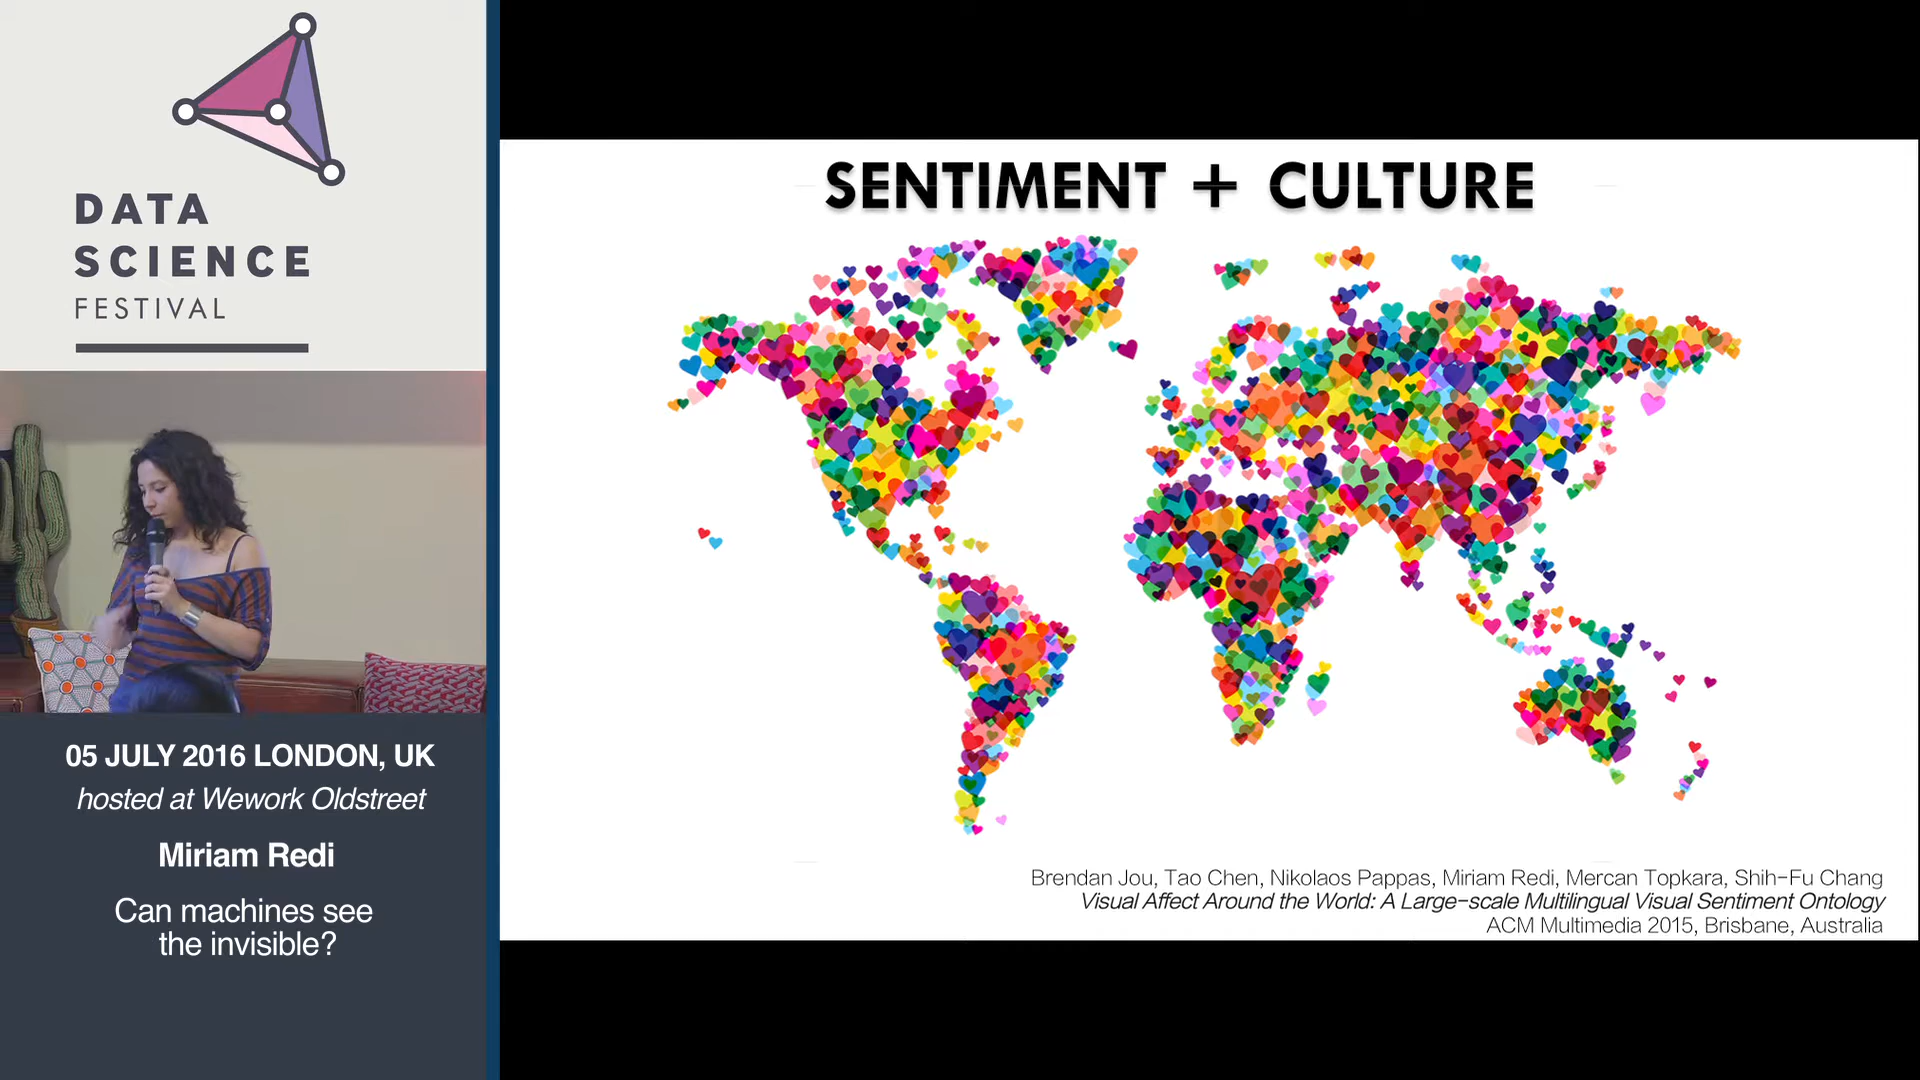 DATA
SCIENCE
FESTIVAL
05 JULY 2016 LONDON, UK
hosted at Wework Oldstreet
Miriam Redi
Can machines see
the invisible?
SENTIMENT + CULTURE
Brendan Jou, Tao Chen, Nikolaos Pappas, Miriam Redi, Mercan Topkara, Shih-Fu Chang
Visual Affect Around the World: A Large-scale Multilingual Visual Sentiment Ontology
ACM Multimedia 2015, Brisbane, Australia